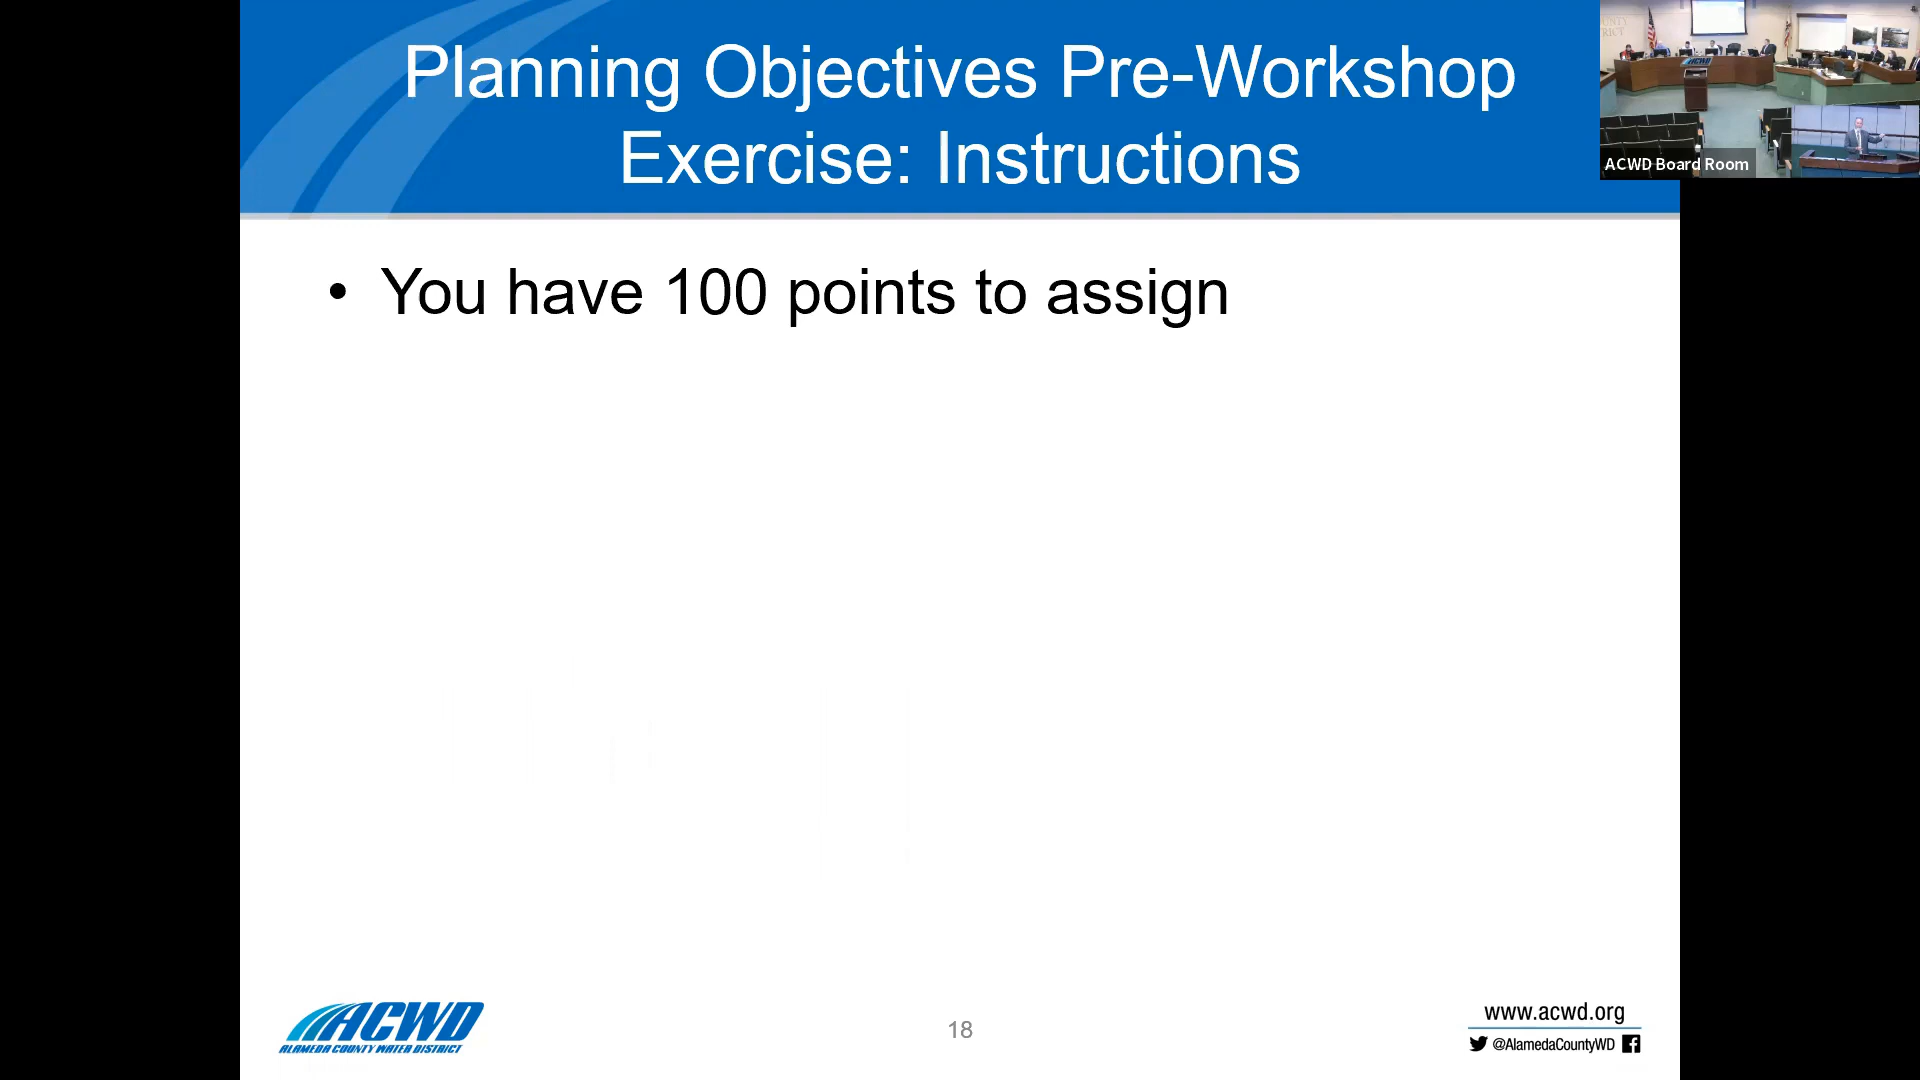 Planning Objectives Pre-Workshop
Exercise: Instructions
ACWD Board Room
• You have 100 points to assign
ACWD
ALAMEDA COUNTY WATER DISTRICT
18
www.acwd.org
@AlamedaCountyWD